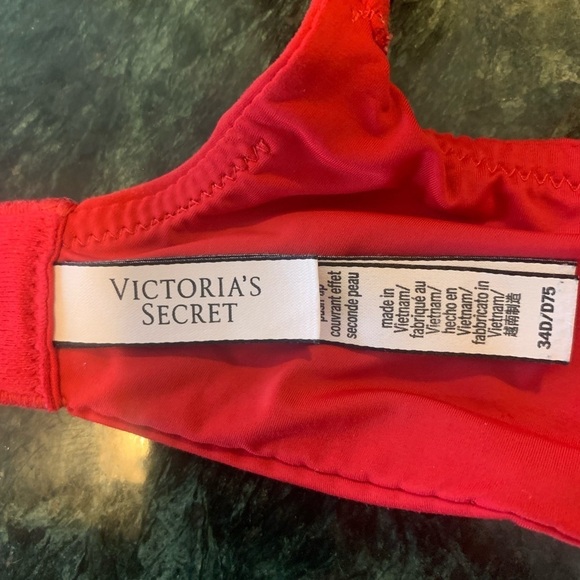 VICTORIA'S
SECRET
couvrant effet
seconde peau
made in
Vietnam/
fabriqué au
Vietnam/
hecho en
Vietnam/
fabbricato in
越南制造
34D/D75